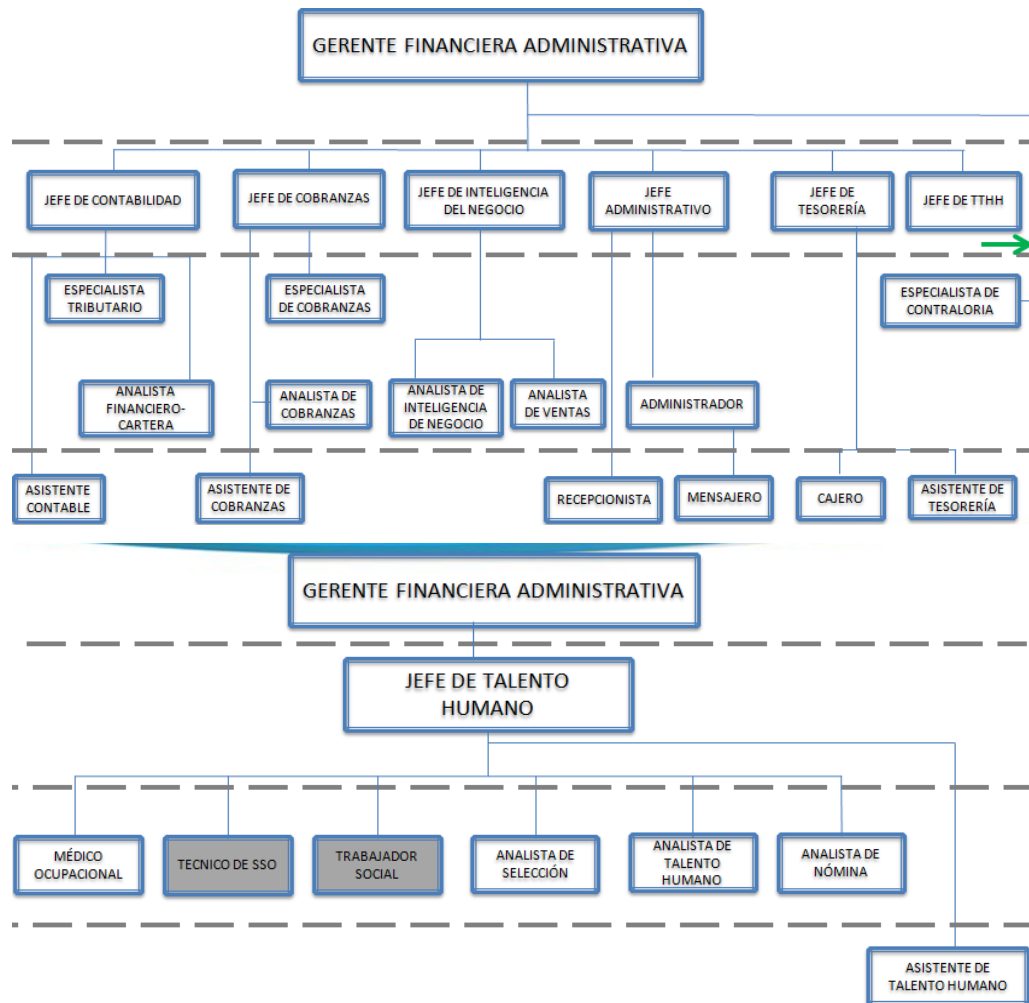 GERENTE FINANCIERA ADMINISTRATIVA
JEFE DE CONTABILIDAD
JEFE DE COBRANZAS
JEFE DE INTELIGENCIA
DEL NEGOCIO
JEFE
ADMINISTRATIVO
JEFE DE
TESORERÍA
JEFE DE TTHH
ESPECIALISTA
TRIBUTARIO
ESPECIALISTA
DE COBRANZAS
ESPECIALISTA DE
CONTRALORIA
ANALISTA
FINANCIERO-
CARTERA
ANALISTA DE
COBRANZAS
ANALISTA DE
INTELIGENCIA
DE NEGOCIO
ANALISTA
DE VENTAS
ADMINISTRADOR
ASISTENTE
CONTABLE
ASISTENTE DE
COBRANZAS
RECEPCIONISTA
MENSAJERO
CAJERO
ASISTENTE DE
TESORERÍA
GERENTE FINANCIERA ADMINISTRATIVA
JEFE DE TALENTO
HUMANO
MÉDICO
OCUPACIONAL
TECNICO DE SSO
TRABAJADOR
SOCIAL
ANALISTA DE
SELECCIÓN
ANALISTA DE
TALENTO
HUMANO
ANALISTA DE
NÓMINA
ASISTENTE DE
TALENTO HUMANO